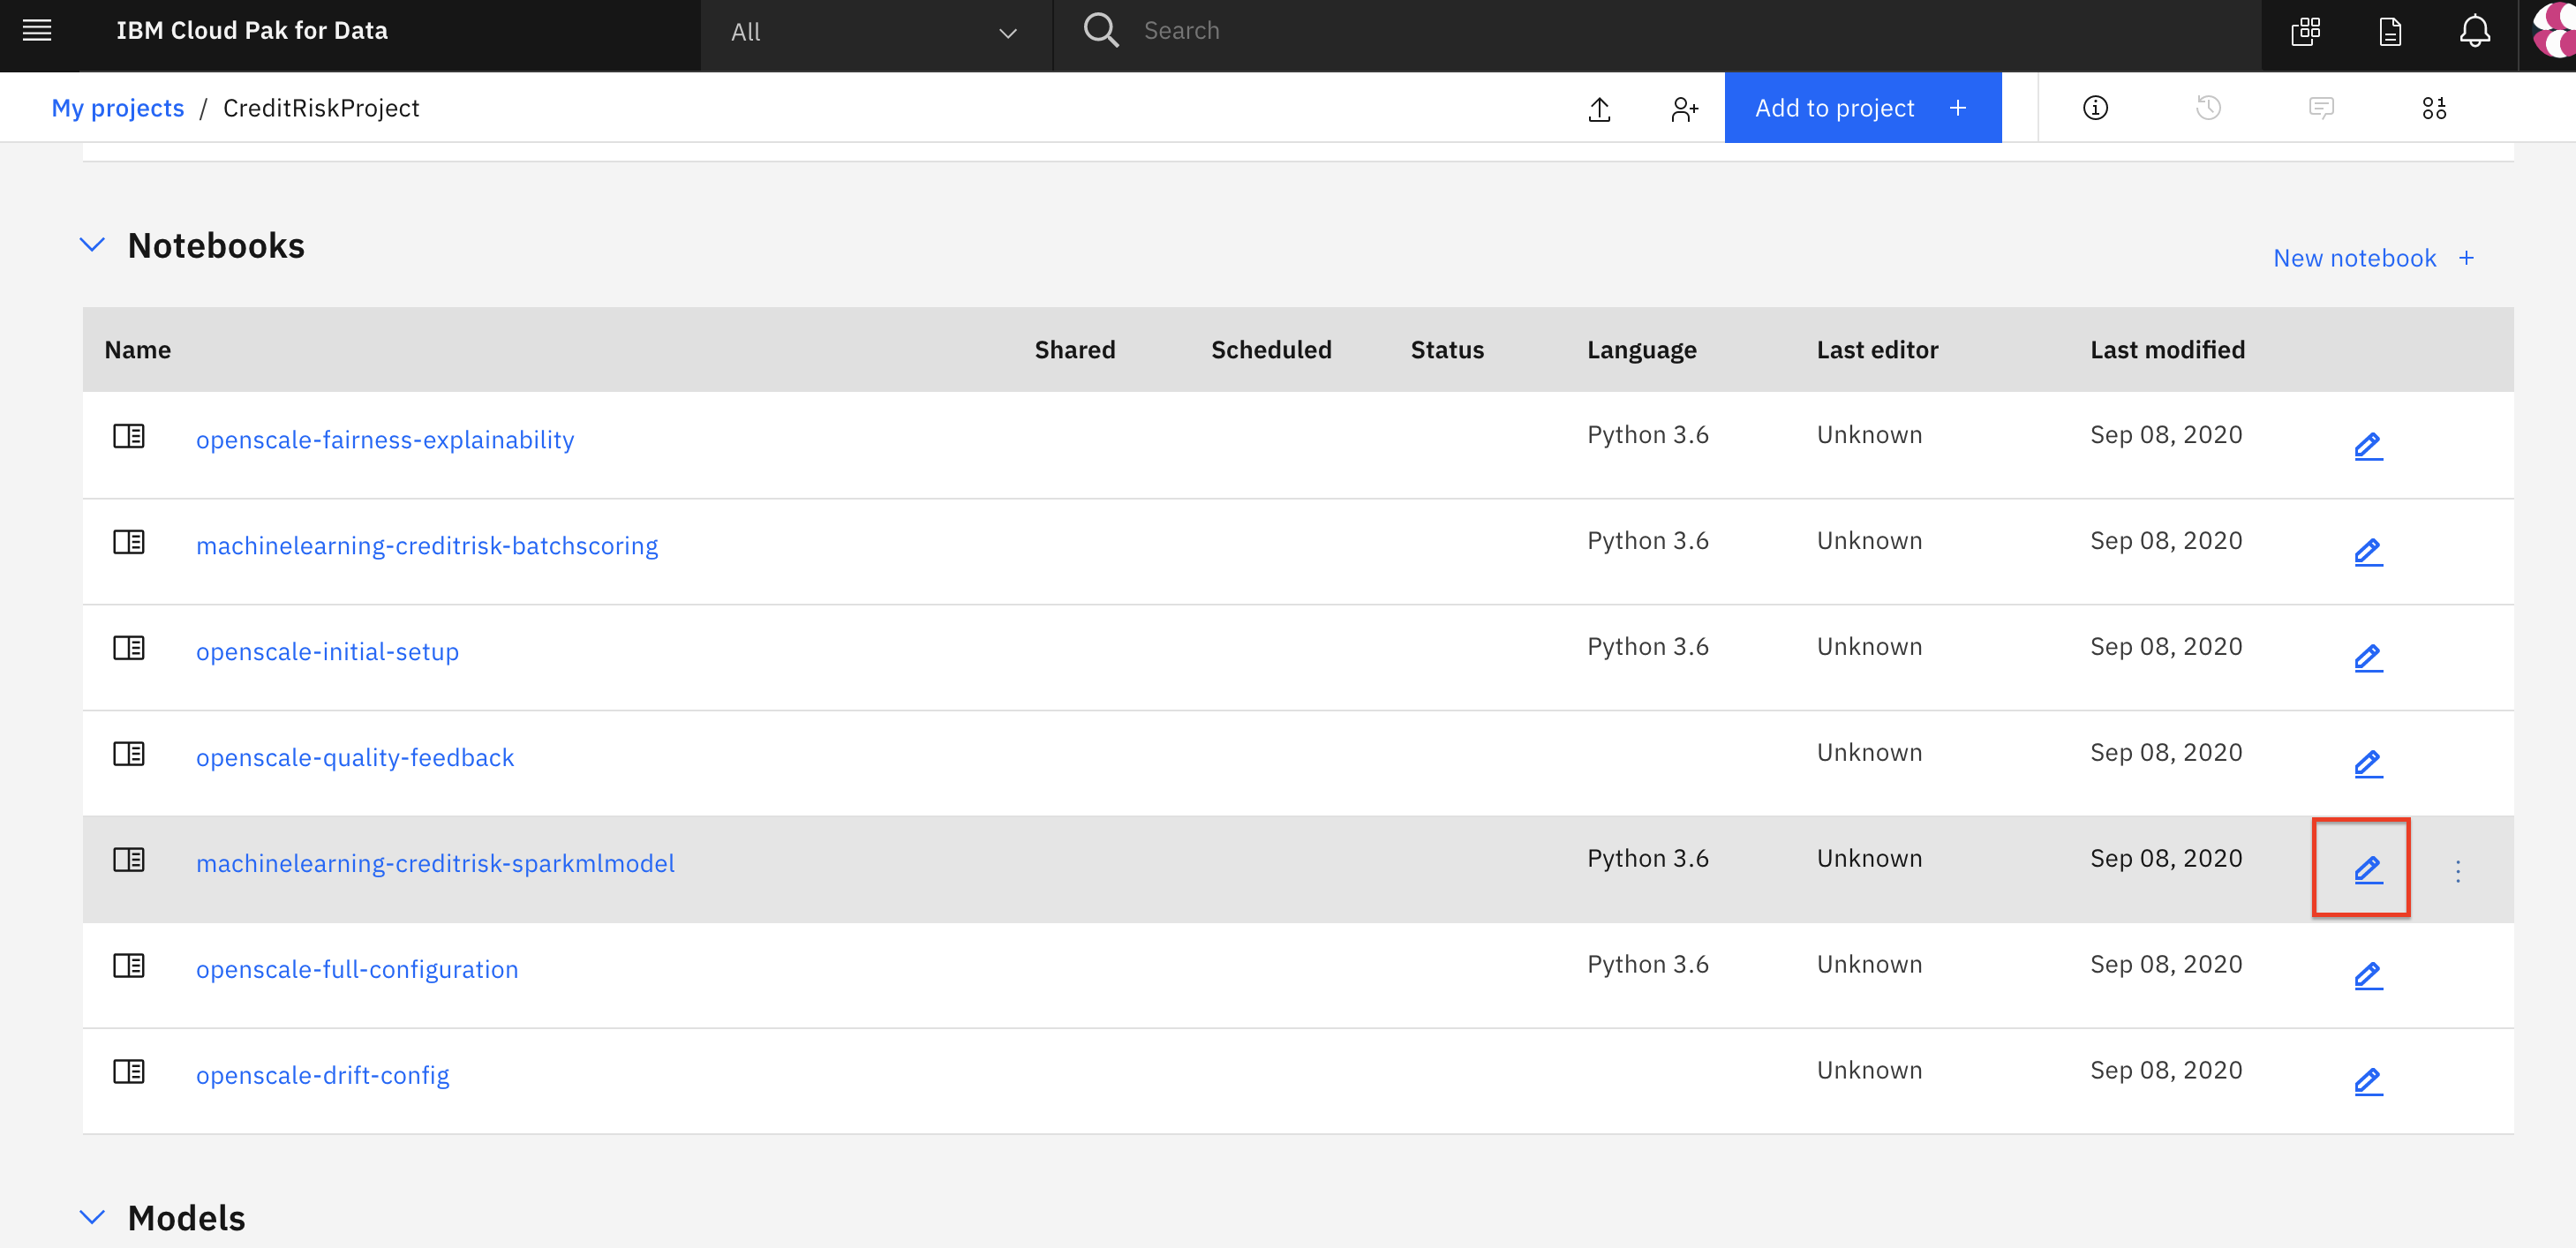 IBM Cloud Pak for Data All Search
My projects / CreditRiskProject Add to project +
Notebooks
New notebook +
Name Shared Scheduled Status Language Last editor Last modified
openscale-fairness-explainability Python 3.6 Unknown Sep 08, 2020
machinelearning-creditrisk-batchscoring Python 3.6 Unknown Sep 08, 2020
openscale-initial-setup Python 3.6 Unknown Sep 08, 2020
openscale-quality-feedback Unknown Sep 08, 2020
machinelearning-creditrisk-sparkmlmodel Python 3.6 Unknown Sep 08, 2020
openscale-full-configuration Python 3.6 Unknown Sep 08, 2020
openscale-drift-config Unknown Sep 08, 2020
Models